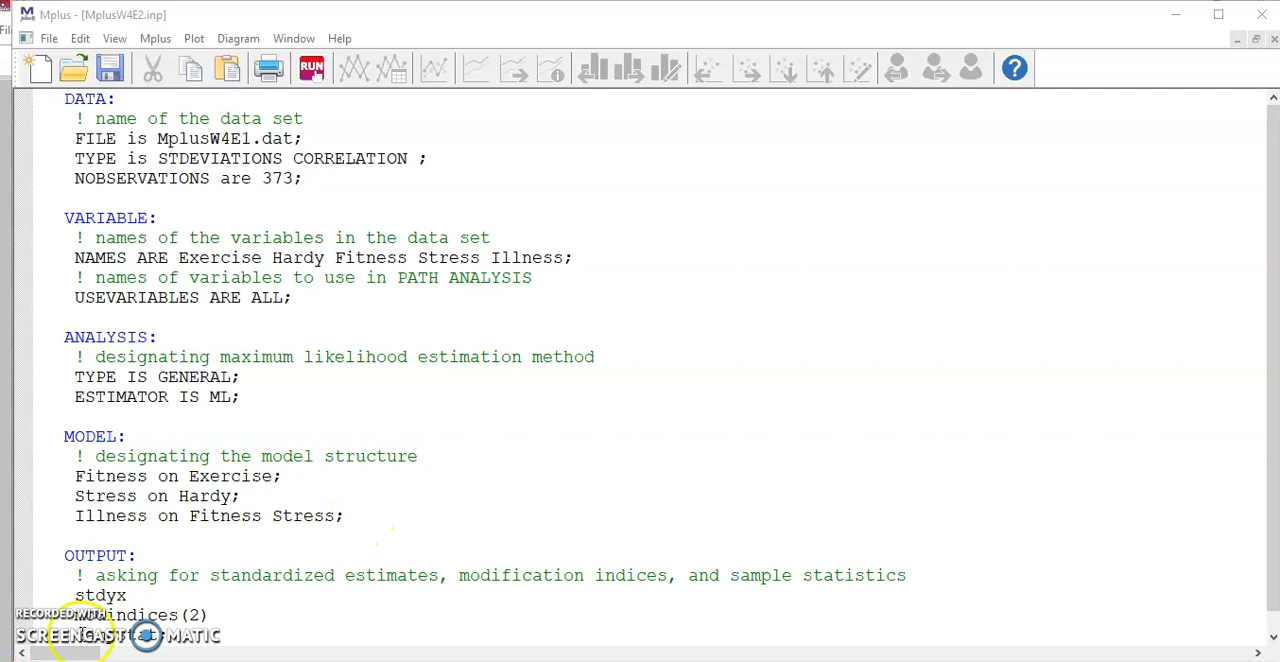 Mplus - [MplusW4E2.inp]
File Edit View Mplus Plot Diagram Window Help
RUN
DATA:
! name of the data set
FILE is MplusW4E1.dat;
TYPE is STDEVIATIONS CORRELATION ;
NOBSERVATIONS are 373;
VARIABLE:
! names of the variables in the data set
NAMES ARE Exercise Hardy Fitness Stress Illness;
! names of variables to use in PATH ANALYSIS
USEVARIABLES ARE ALL;
ANALYSIS:
! designating maximum likelihood estimation method
TYPE IS GENERAL;
ESTIMATOR IS ML;
MODEL:
! designating the model structure
Fitness on Exercise;
Stress on Hardy;
Illness on Fitness Stress;
OUTPUT:
! asking for standardized estimates, modification indices, and sample statistics
stdyx
modindices(2)
RECORDED WITH
SCREENCAST MATIC